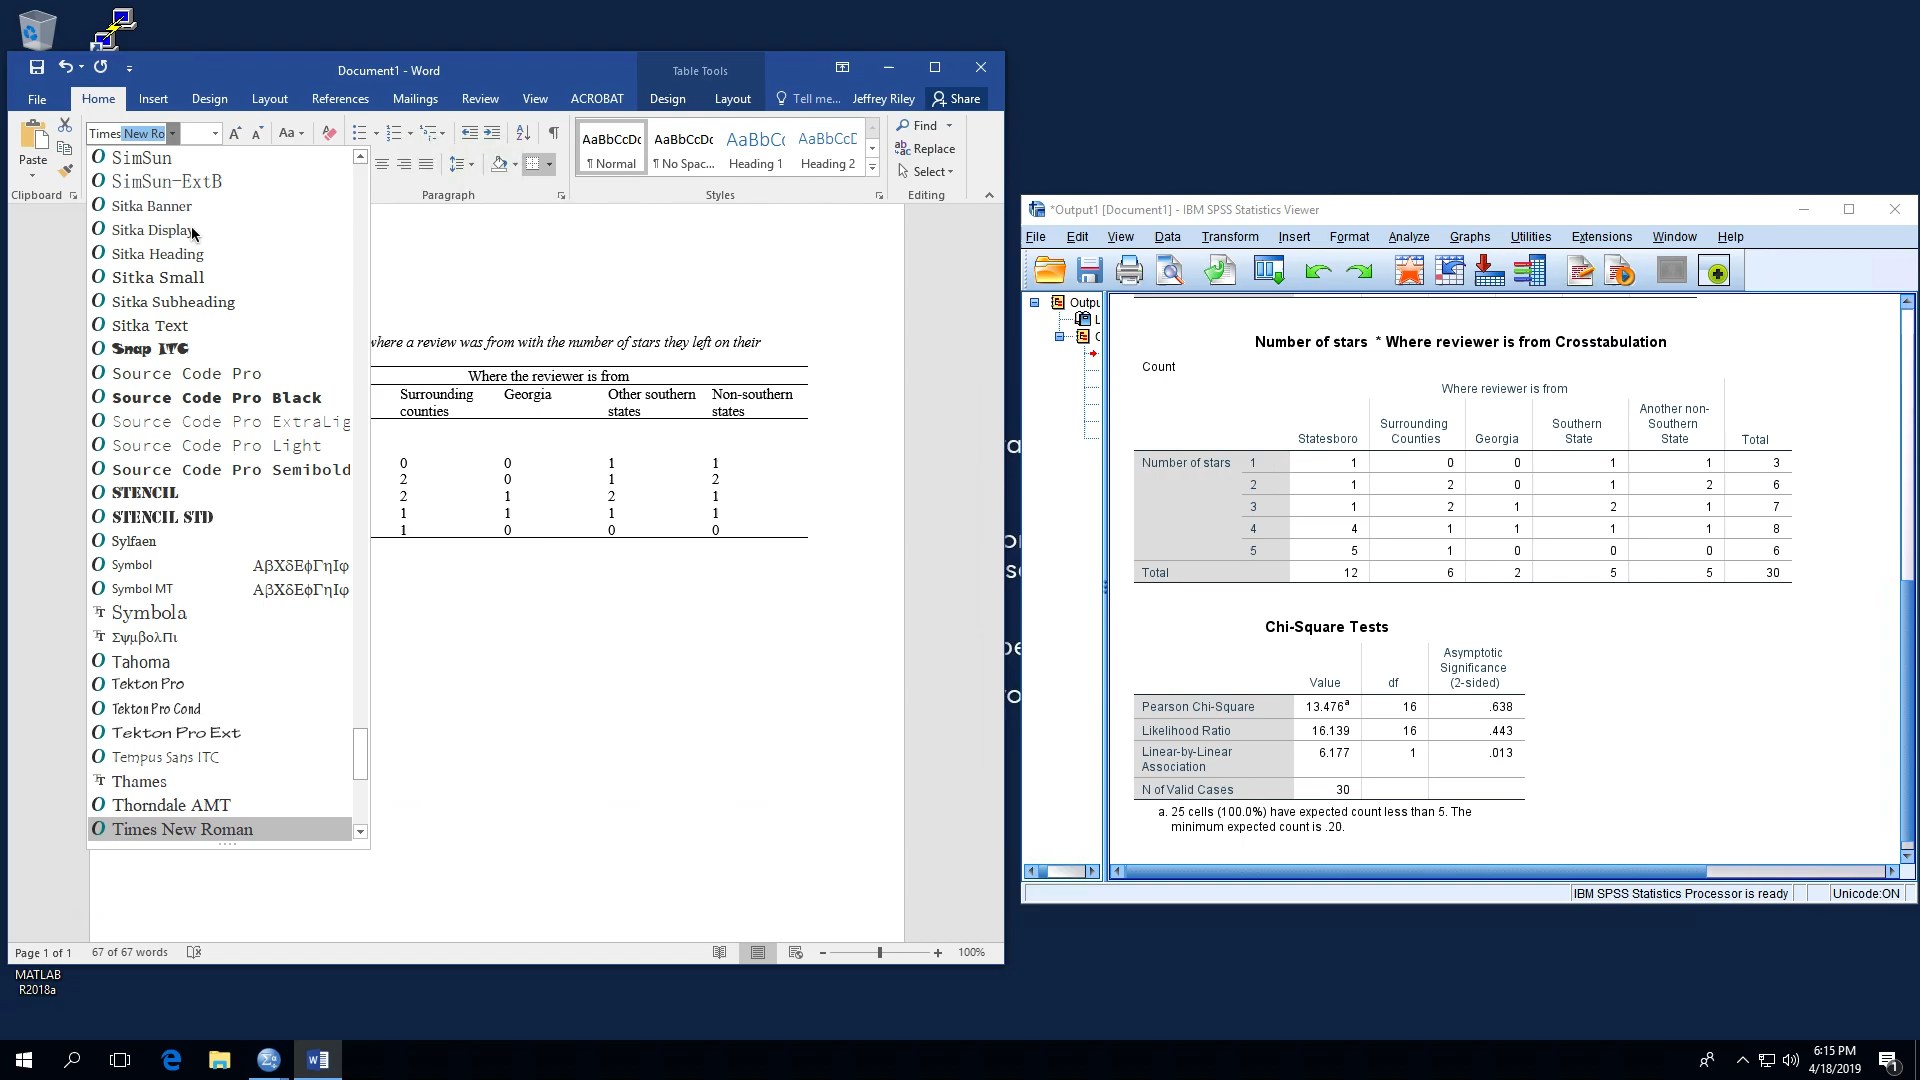 Document1 - Word
Table Tools
File
Home
Insert
Design
Layout
References
Mailings
Review
View
ACROBAT
Design
Layout
Tell me...
Jeffrey Riley
Share
Paste
Clipboard
Times New Ro
Aa
Paragraph
AaBbCcDc
¶ Normal
AaBbCcDc
¶ No Spac...
AaBbC(
Heading 1
AaBbCcE
Heading 2
Styles
Find
Replace
Select
Editing
SimSun
SimSun-ExtB
Sitka Banner
Sitka Display
Sitka Heading
Sitka Small
Sitka Subheading
Sitka Text
Snap ITC
Source Code Pro
Source Code Pro Black
Source Code Pro ExtraLig
Source Code Pro Light
Source Code Pro Semibold
STENCIL
STENCIL STD
Sylfaen
Symbol ΑβΧδΕϕΓηΙφ
Symbol MT ΑβΧδΕϕΓηΙφ
Symbola
ΣψμβολΠι
Tahoma
Tekton Pro
Tekton Pro Cond
Tekton Pro Ext
Tempus Sans ITC
Thames
Thorndale AMT
Times New Roman
where a review was from with the number of stars they left on their
Where the reviewer is from
Surrounding counties Georgia Other southern states Non-southern states
0 0 1 1
2 0 1 2
2 1 2 1
1 1 1 1
1 0 0 0
Page 1 of 1 67 of 67 words
100%
*Output1 [Document1] - IBM SPSS Statistics Viewer
File Edit View Data Transform Insert Format Analyze Graphs Utilities Extensions Window Help
Outpu
L
C
Number of stars * Where reviewer is from Crosstabulation
Count
Where reviewer is from
Statesboro Surrounding Counties Georgia Southern State Another non-Southern State Total
Number of stars 1 1 0 0 1 1 3
2 1 2 0 1 2 6
3 1 2 1 2 1 7
4 4 1 1 1 1 8
5 5 1 0 0 0 6
Total 12 6 2 5 5 30
Chi-Square Tests
Value df Asymptotic Significance (2-sided)
Pearson Chi-Square 13.476a 16 .638
Likelihood Ratio 16.139 16 .443
Linear-by-Linear Association 6.177 1 .013
N of Valid Cases 30
a. 25 cells (100.0%) have expected count less than 5. The
minimum expected count is .20.
IBM SPSS Statistics Processor is ready
Unicode:ON
MATLAB
R2018a
6:15 PM
4/18/2019
1